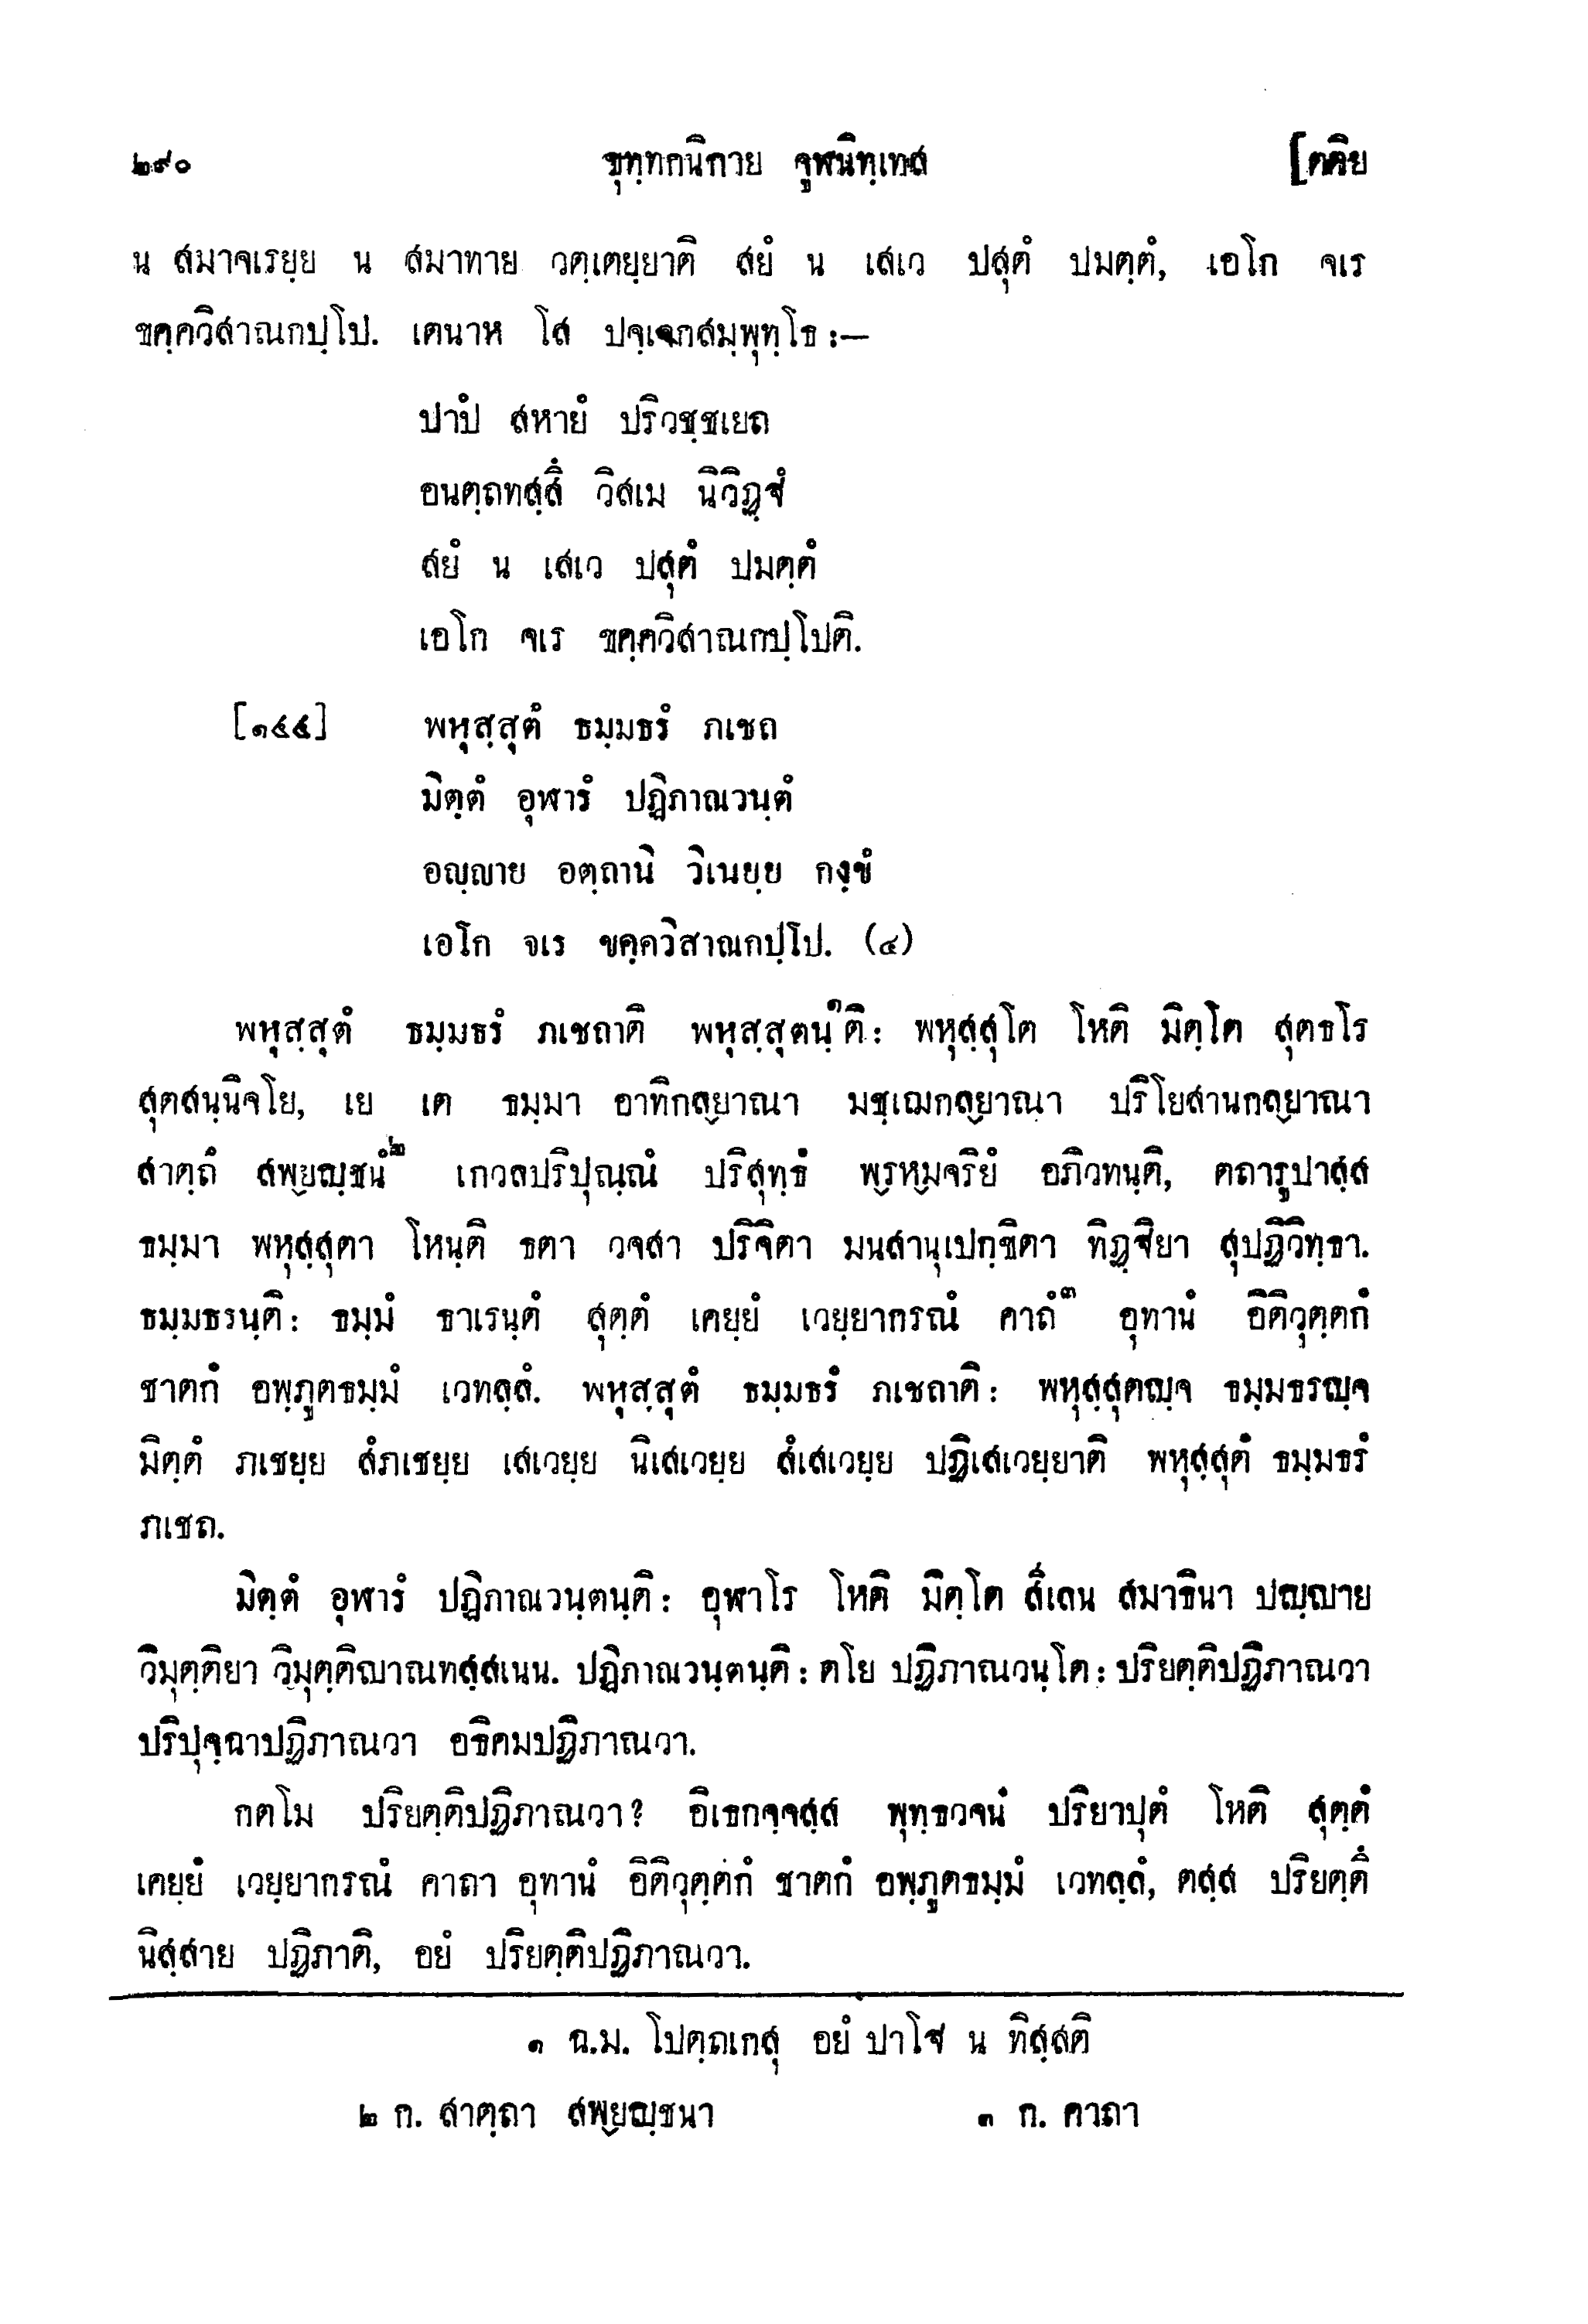 ๒๙๐ ขุทฺทกนิกาย จูฬนิทฺเทส [ตติย
น สมาจเรยฺย น สมาทาย วตฺเตยฺยาติ สยํ น เสเว ปสุตํ ปมตฺตํ, เอโก จเร
ขคฺควิสาณกปฺโป. เตนาห โส ปจฺเจกสมฺพุทฺโธ :—
ปาปํ สหายํ ปริวชฺชเยถ
อนตฺถทสฺสึ วิสเม นิวิฏฺฐํ
สยํ น เสเว ปสุตํ ปมตฺตํ
เอโก จเร ขคฺควิสาณกปฺโปติ.
[๑๔๔] พหุสฺสุตํ ธมฺมธรํ ภเชถ
มิตฺตํ อุฬารํ ปฏิภาณวนฺตํ
อญฺญาย อตฺถานิ วิเนยฺย กงฺขํ
เอโก จเร ขคฺควิสาณกปฺโป. (๔)
พหุสฺสุตํ ธมฺมธรํ ภเชถาติ พหุสฺสุตนฺ๑ติ: พหุสฺสุโต โหติ มิตฺโต สุตธโร
สุตสนฺนิจโย, เย เต ธมฺมา อาทิกลฺยาณา มชฺเฌกลฺยาณา ปริโยสานกลฺยาณา
สาตฺถํ สพฺยญฺชนํ๒ เกวลปริปุณฺณํ ปริสุทฺธํ พฺรหฺมจริยํ อภิวทนฺติ, ตถารูปาสฺส
ธมฺมา พหุสฺสุตา โหนฺติ ธตา วจสา ปริจิตา มนสานุเปกฺขิตา ทิฏฺฐิยา สุปฏิวิทฺธา.
ธมฺมธรนฺติ: ธมฺมํ ธาเรนฺตํ สุตฺตํ เคยฺยํ เวยฺยากรณํ คาถํ๓ อุทานํ อิติวุตฺตกํ
ชาตกํ อพฺภูตธมฺมํ เวทลฺลํ. พหุสฺสุตํ ธมฺมธรํ ภเชถาติ: พหุสฺสุตญฺจ ธมฺมธรญฺจ
มิตฺตํ ภเชยฺย สํภเชยฺย เสเวยฺย นิเสเวยฺย สํเสเวยฺย ปฏิเสเวยฺยาติ พหุสฺสุตํ ธมฺมธรํ
ภเชถ.
มิตฺตํ อุฬารํ ปฏิภาณวนฺตนฺติ: อุฬาโร โหติ มิตฺโต สีเลน สมาธินา ปญฺญาย
วิมุตฺติยา วิมุตฺติญาณทสฺสเนน. ปฏิภาณวนฺตนฺติ: ตโย ปฏิภาณวนฺโต: ปริยตฺติปฏิภาณวา
ปริปุจฺฉาปฏิภาณวา อธิคมปฏิภาณวา.
กตโม ปริยตฺติปฏิภาณวา? อิเธกจฺจสฺส พุทฺธวจนํ ปริยาปุตํ โหติ สุตฺตํ
เคยฺยํ เวยฺยากรณํ คาถา อุทานํ อิติวุตฺตกํ ชาตกํ อพฺภูตธมฺมํ เวทลฺลํ, ตสฺส ปริยตฺตึ
นิสฺสาย ปฏิภาติ, อยํ ปริยตฺติปฏิภาณวา.
๑ ฉ.ม. โปตฺถเกสุ อยํ ปาโฐ น ทิสฺสติ
๒ ก. สาตฺถา สพฺยญฺชนา ๓ ก. คาถา